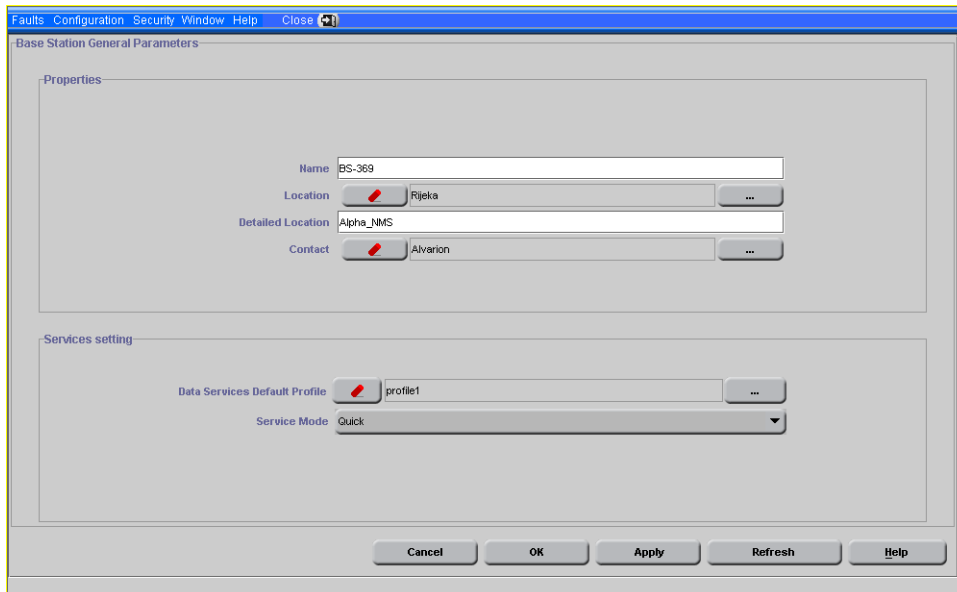 Faults Configuration Security Window Help Close
Base Station General Parameters
Properties
Name BS-369
Location Rijeka ...
Detailed Location Alpha_NMS
Contact Alvarion ...
Services setting
Data Services Default Profile profile1 ...
Service Mode Quick
Cancel OK Apply Refresh Help